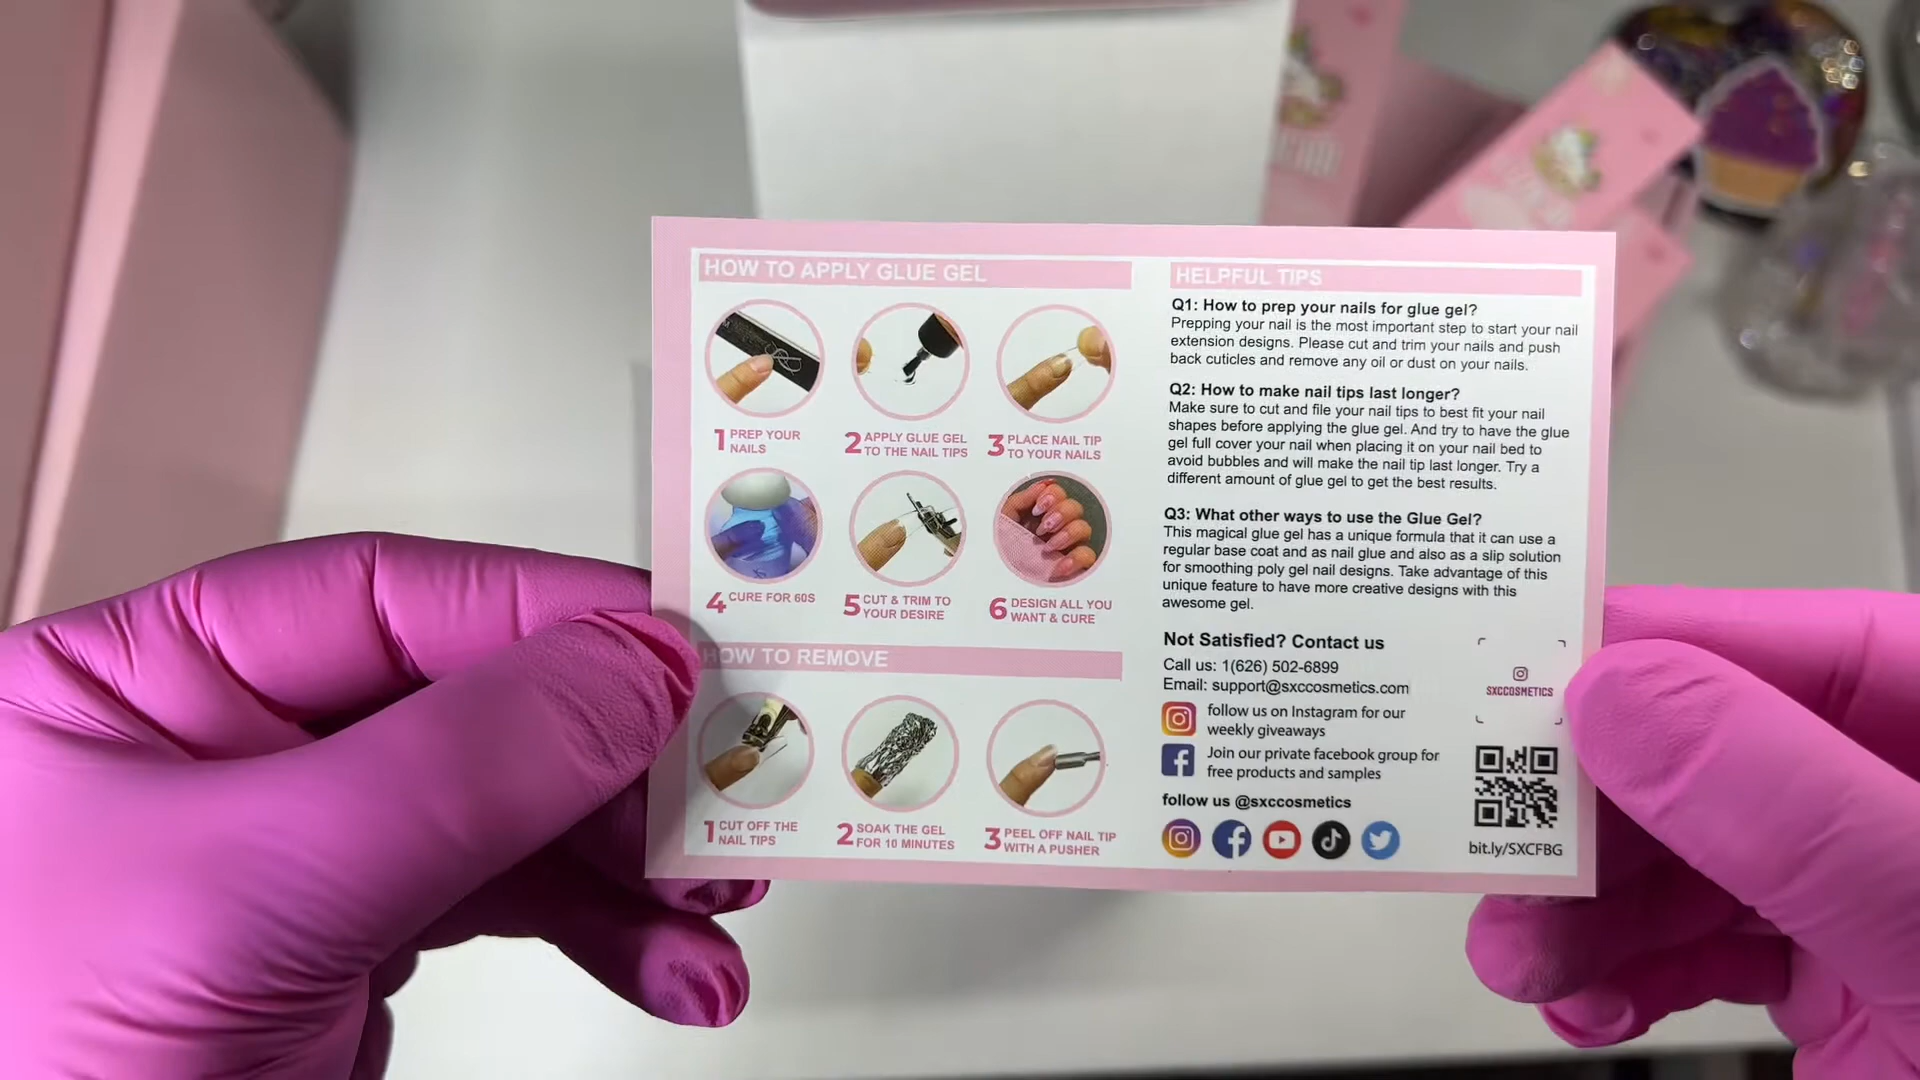 HOW TO APPLY GLUE GEL
1 PREP YOUR
NAILS
2 APPLY GLUE GEL
TO THE NAIL TIPS
3 PLACE NAIL TIP
TO YOUR NAILS
4 CURE FOR 60S
5 CUT & TRIM TO
YOUR DESIRE
6 DESIGN ALL YOU
WANT & CURE
HOW TO REMOVE
1 CUT OFF THE
NAIL TIPS
2 SOAK THE GEL
FOR 10 MINUTES
3 PEEL OFF NAIL TIP
WITH A PUSHER
HELPFUL TIPS
Q1: How to prep your nails for glue gel?
Prepping your nail is the most important step to start your nail
extension designs. Please cut and trim your nails and push
back cuticles and remove any oil or dust on your nails.
Q2: How to make nail tips last longer?
Make sure to cut and file your nail tips to best fit your nail
shapes before applying the glue gel. And try to have the glue
gel full cover your nail when placing it on your nail bed to
avoid bubbles and will make the nail tip last longer. Try a
different amount of glue gel to get the best results.
Q3: What other ways to use the Glue Gel?
This magical glue gel has a unique formula that it can use a
regular base coat and as nail glue and also as a slip solution
for smoothing poly gel nail designs. Take advantage of this
unique feature to have more creative designs with this
awesome gel.
Not Satisfied? Contact us
Call us: 1(626) 502-6899
Email: support@sxccosmetics.com
follow us on Instagram for our
weekly giveaways
Join our private facebook group for
free products and samples
follow us @sxccosmetics
SXCCOSMETICS
bit.ly/SXCFBG